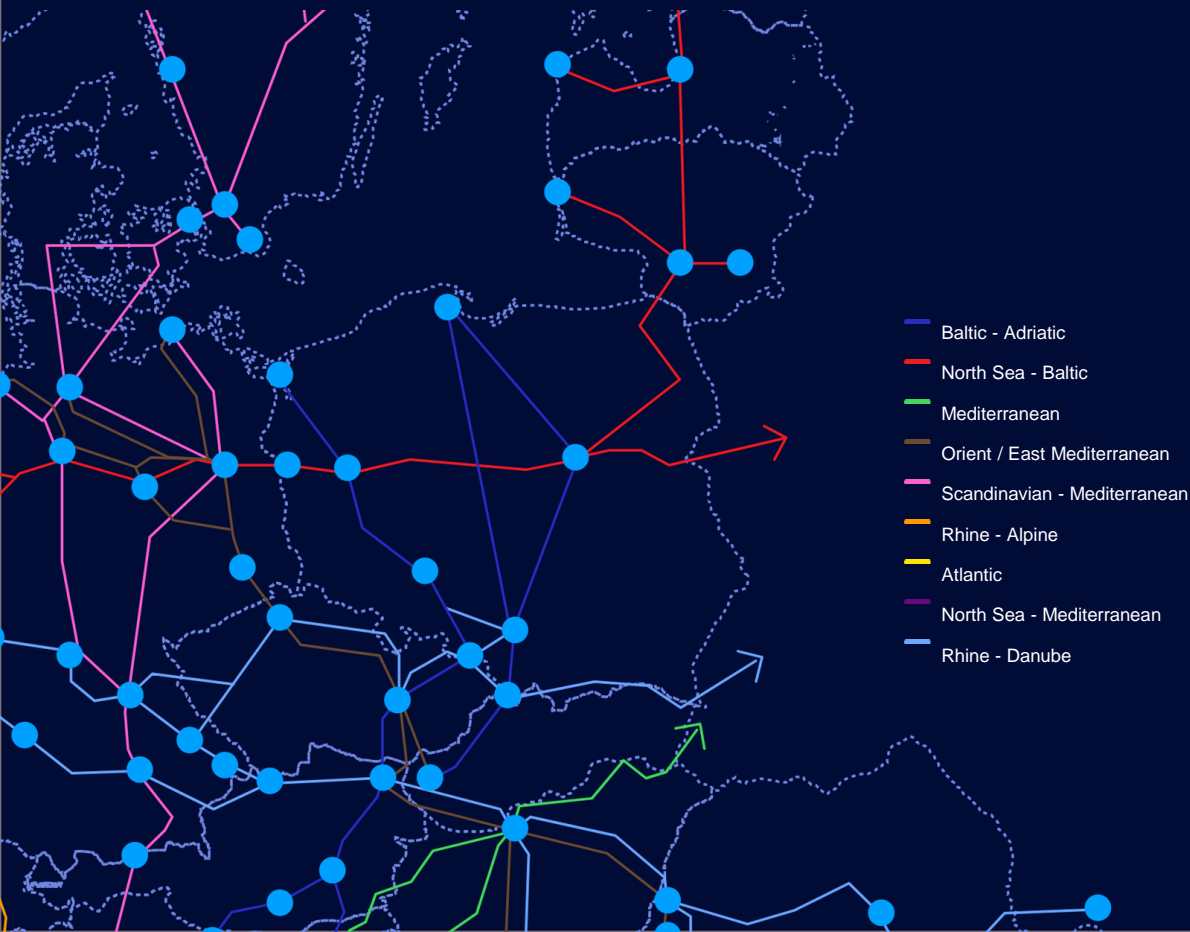 Baltic - Adriatic
North Sea - Baltic
Mediterranean
Orient / East Mediterranean
Scandinavian - Mediterranean
Rhine - Alpine
Atlantic
North Sea - Mediterranean
Rhine - Danube